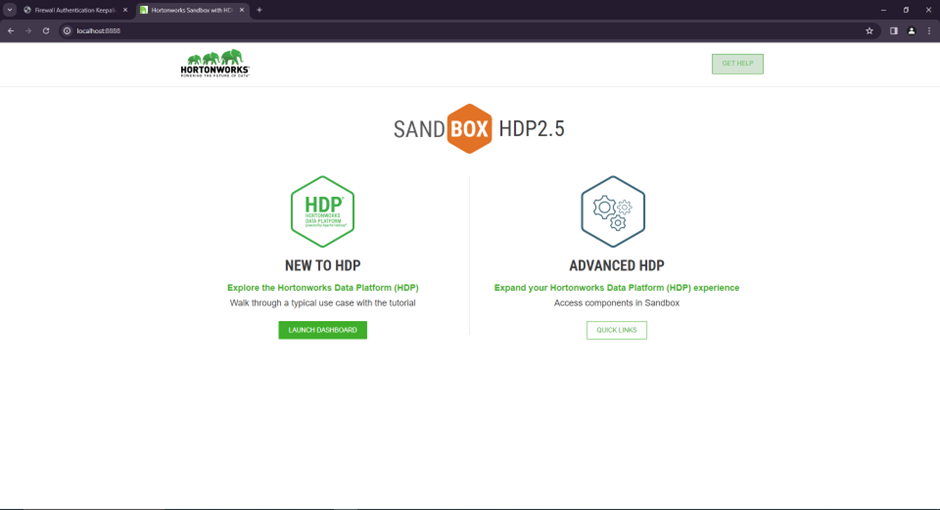 Firewall Authentication Keepali
Hortonworks Sandbox with HD
localhost:8888
HORTONWORKS
POWERING THE FUTURE OF DATA
GET HELP
SAND BOX HDP2.5
HDP
HORTONWORKS
DATA PLATFORM
NEW TO HDP
Explore the Hortonworks Data Platform (HDP)
Walk through a typical use case with the tutorial
LAUNCH DASHBOARD
ADVANCED HDP
Expand your Hortonworks Data Platform (HDP) experience
Access components in Sandbox
QUICK LINKS